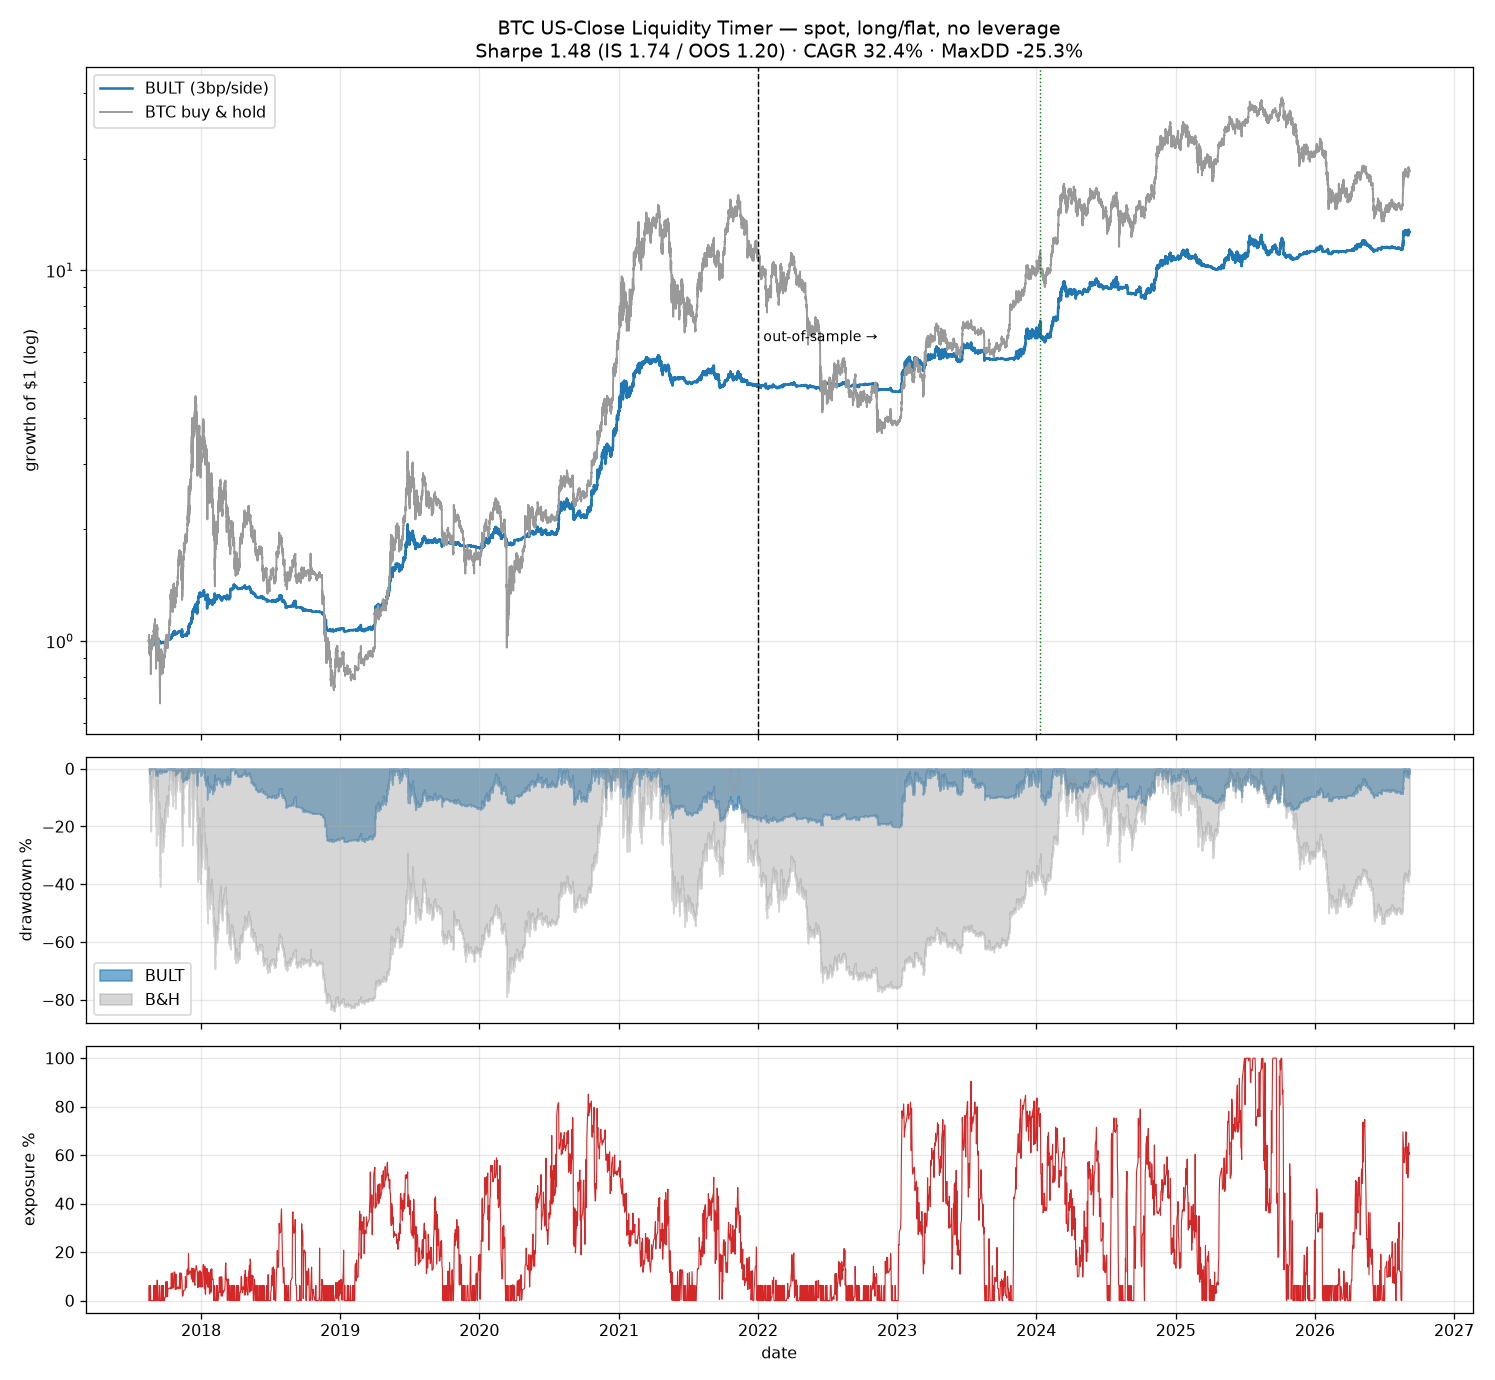 BTC US-Close Liquidity Timer — spot, long/flat, no leverage
Sharpe 1.48 (IS 1.74 / OOS 1.20) · CAGR 32.4% · MaxDD -25.3%
BULT (3bp/side)
BTC buy & hold
out-of-sample →
growth of $1 (log)
10¹
10⁰
drawdown %
0
−20
−40
−60
−80
BULT
B&H
exposure %
100
80
60
40
20
0
2018 2019 2020 2021 2022 2023 2024 2025 2026 2027
date